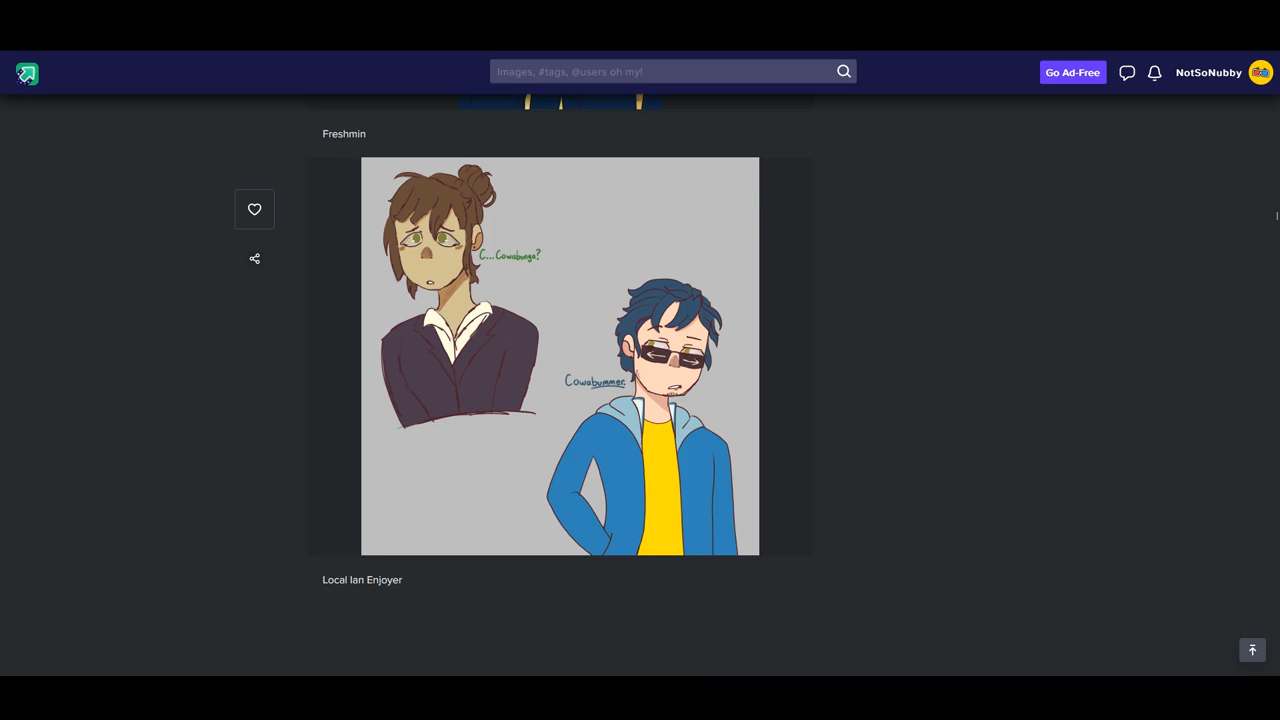 Images, #tags, @users oh my!
Go Ad-Free
NotSoNubby
Freshmin
C...Cowabunga?
Cowabummer.
Local Ian Enjoyer